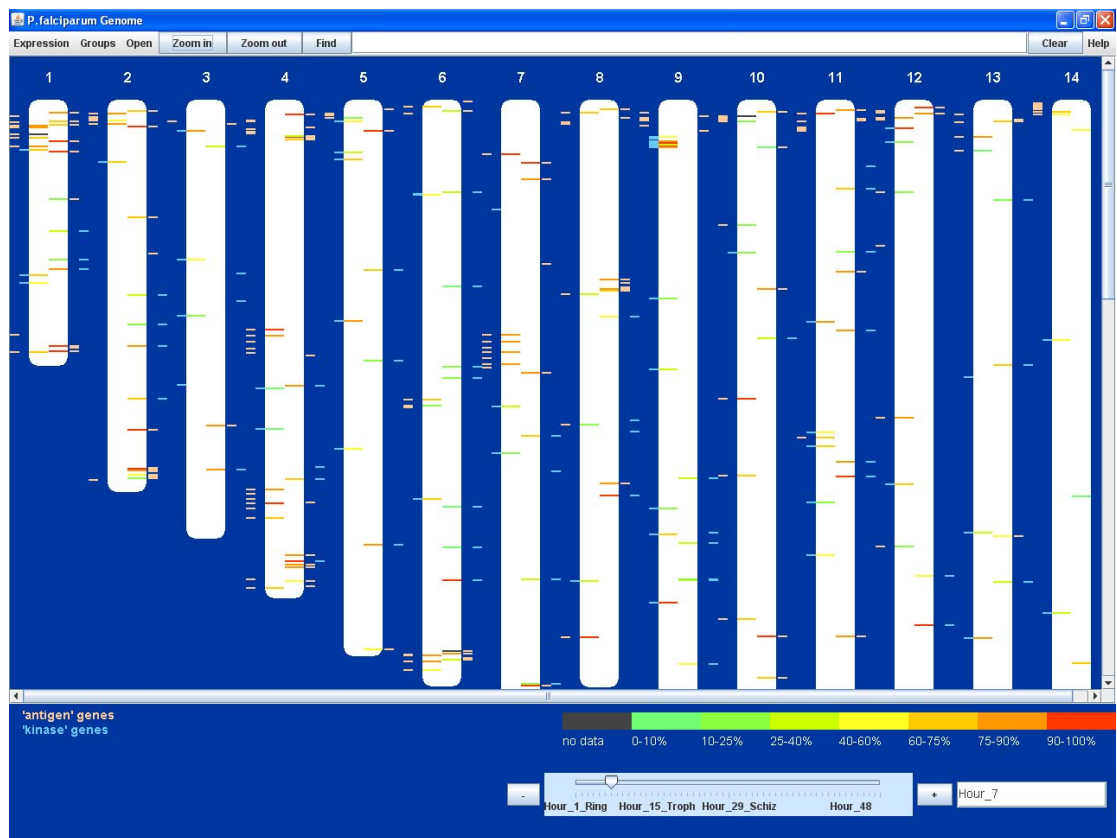 P.falciparum Genome
Expression Groups Open Zoom in Zoom out Find Clear Help
1 2 3 4 5 6 7 8 9 10 11 12 13 14
'antigen' genes
'kinase' genes
no data 0-10% 10-25% 25-40% 40-60% 60-75% 75-90% 90-100%
- + Hour_7
Hour_1_Ring Hour_15_Troph Hour_29_Schiz Hour_48